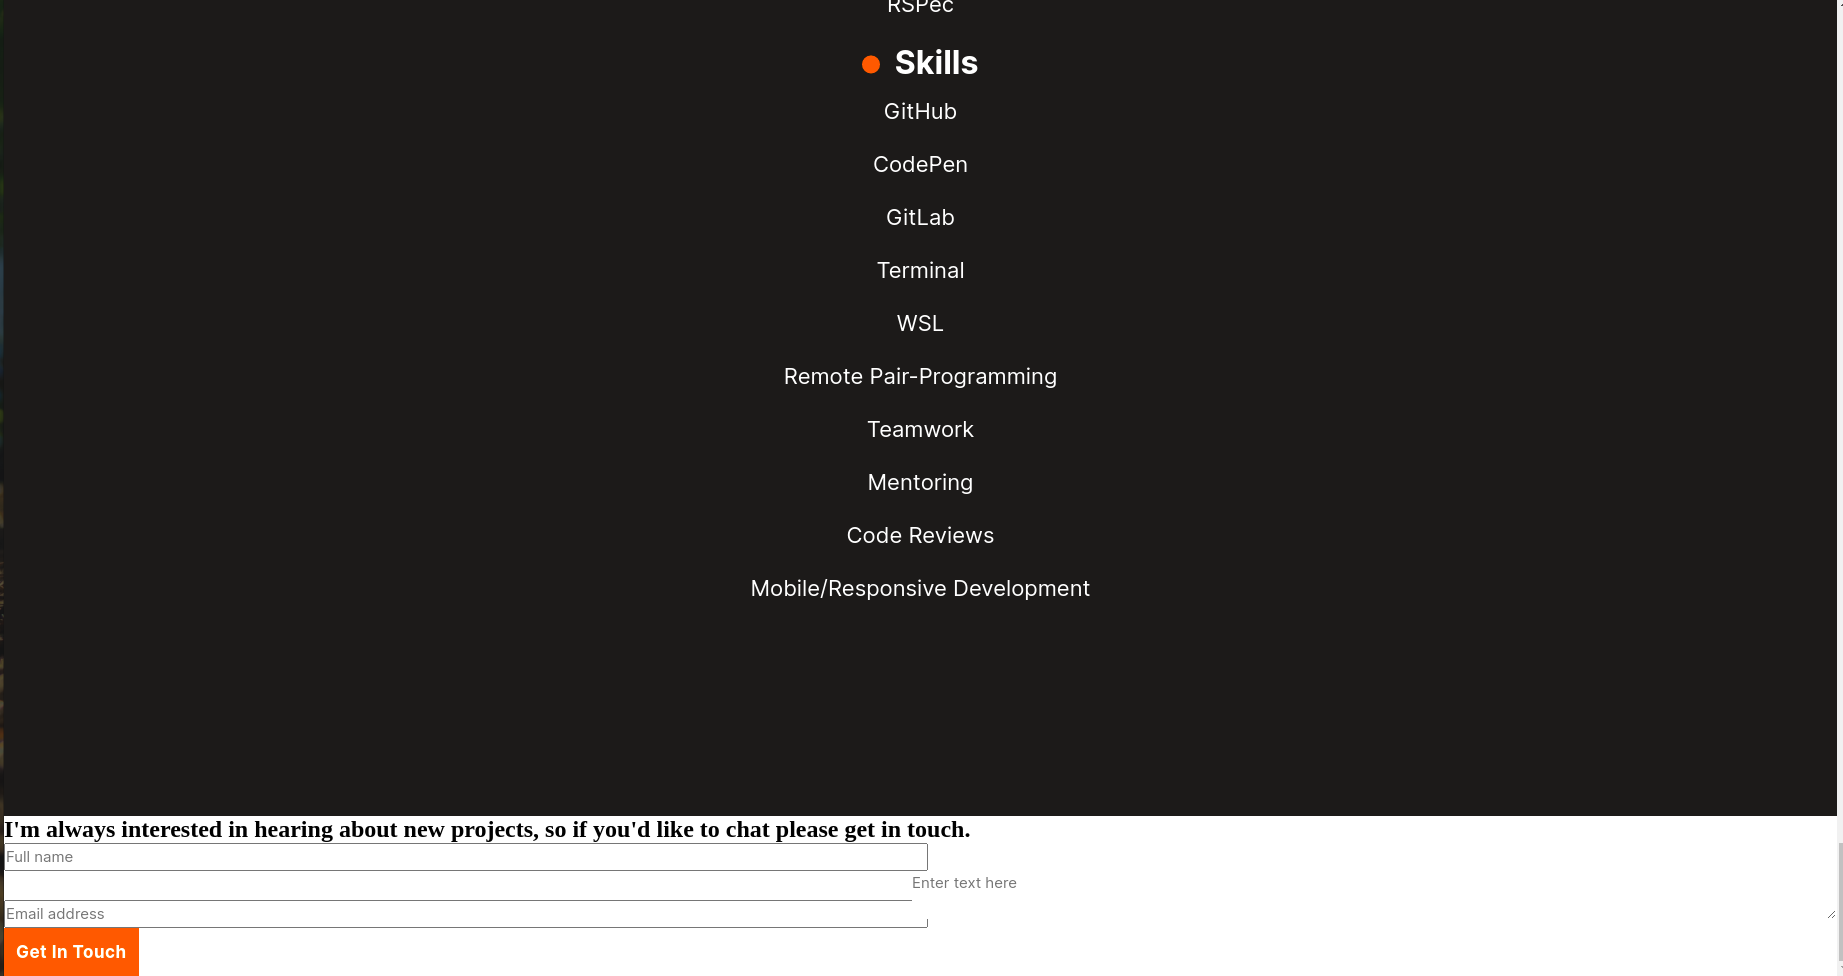 RSPec
Skills
GitHub
CodePen
GitLab
Terminal
WSL
Remote Pair-Programming
Teamwork
Mentoring
Code Reviews
Mobile/Responsive Development
I'm always interested in hearing about new projects, so if you'd like to chat please get in touch.
Full name
Enter text here
Email address
Get In Touch